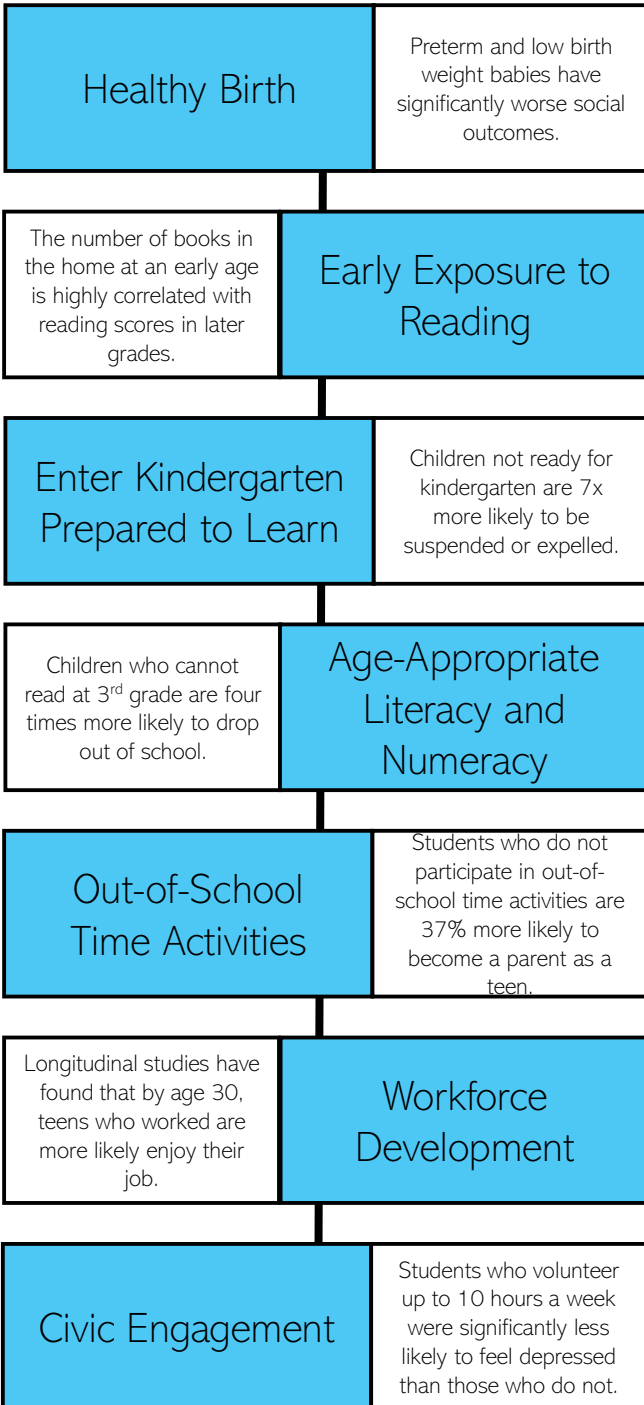 Healthy Birth
Preterm and low birth
weight babies have
significantly worse social
outcomes.
The number of books in
the home at an early age
is highly correlated with
reading scores in later
grades.
Early Exposure to
Reading
Enter Kindergarten
Prepared to Learn
Children not ready for
kindergarten are 7x
more likely to be
suspended or expelled.
Children who cannot
read at 3rd grade are four
times more likely to drop
out of school.
Age-Appropriate
Literacy and
Numeracy
Out-of-School
Time Activities
Students who do not
participate in out-of-
school time activities are
37% more likely to
become a parent as a
teen.
Longitudinal studies have
found that by age 30,
teens who worked are
more likely enjoy their
job.
Workforce
Development
Civic Engagement
Students who volunteer
up to 10 hours a week
were significantly less
likely to feel depressed
than those who do not.